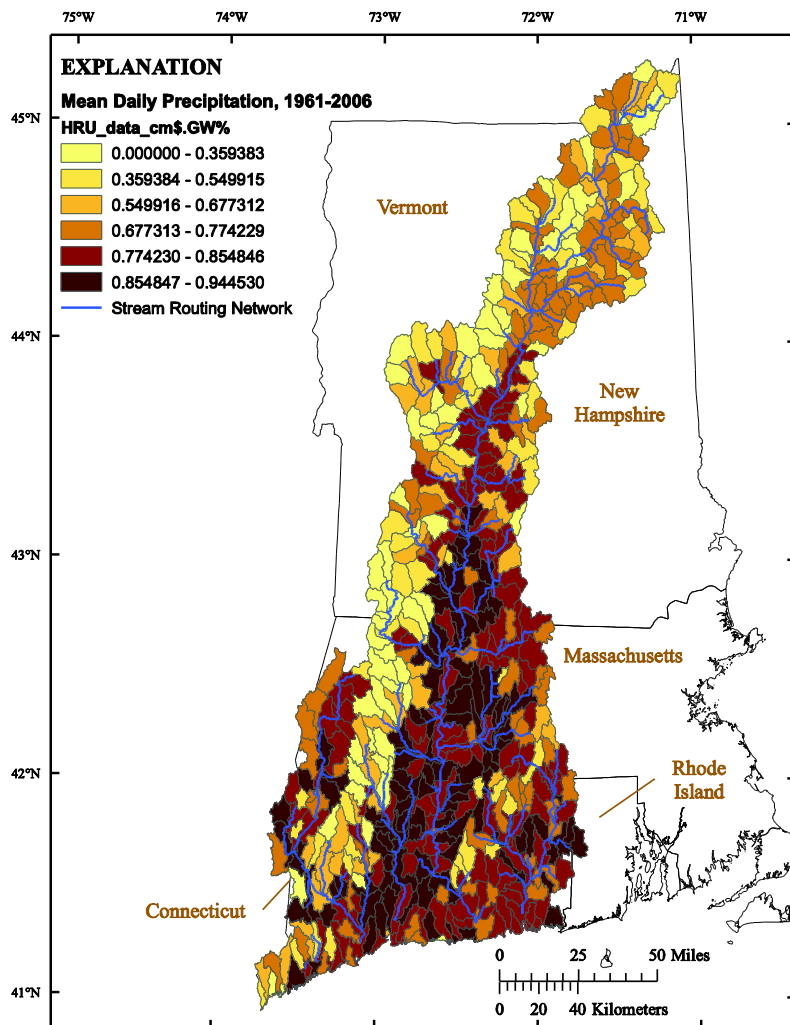 75°W 74°W 73°W 72°W 71°W
EXPLANATION
Mean Daily Precipitation, 1961-2006
HRU_data_cm$.GW%
0.000000 - 0.359383
0.359384 - 0.549915
0.549916 - 0.677312
0.677313 - 0.774229
0.774230 - 0.854846
0.854847 - 0.944530
Stream Routing Network
45°N
Vermont
44°N
New
Hampshire
43°N
Massachusetts
42°N
Rhode
Island
Connecticut
0 25 50 Miles
41°N
0 20 40 Kilometers